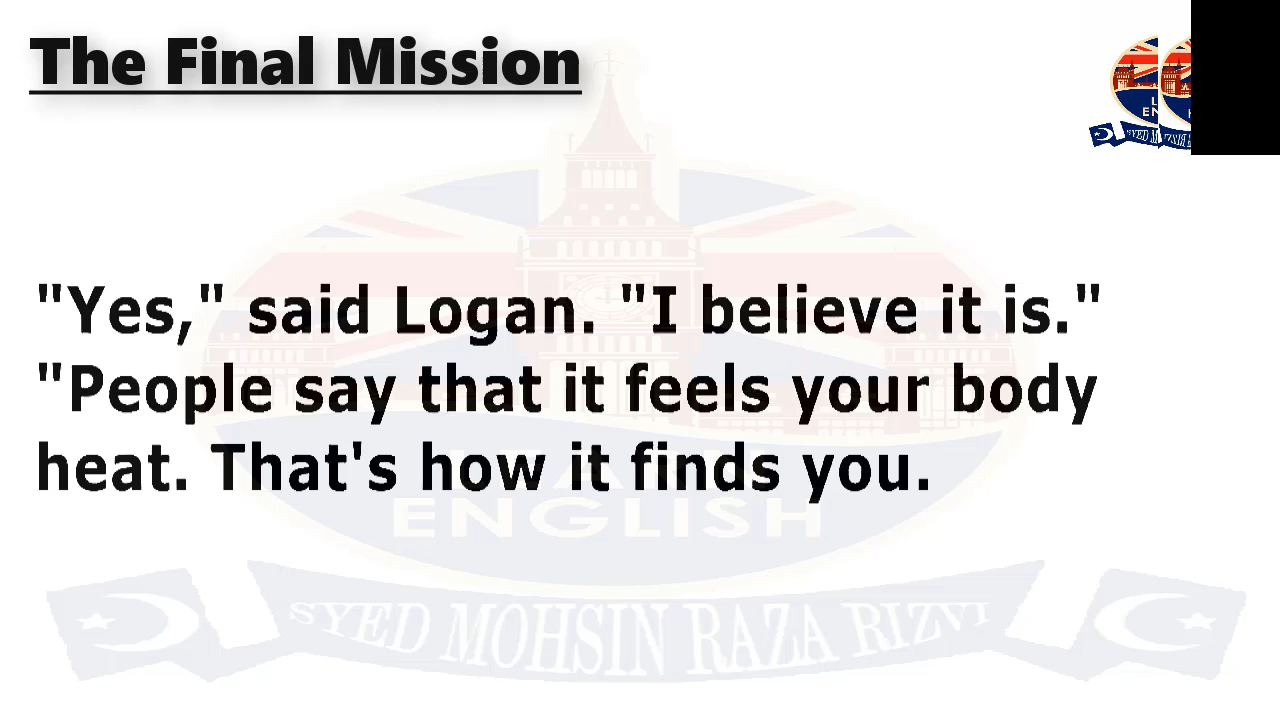 The Final Mission
"Yes," said Logan. "I believe it is."
"People say that it feels your body
heat. That's how it finds you.
ENGLISH
SYED MOHSIN RAZA RIZVI